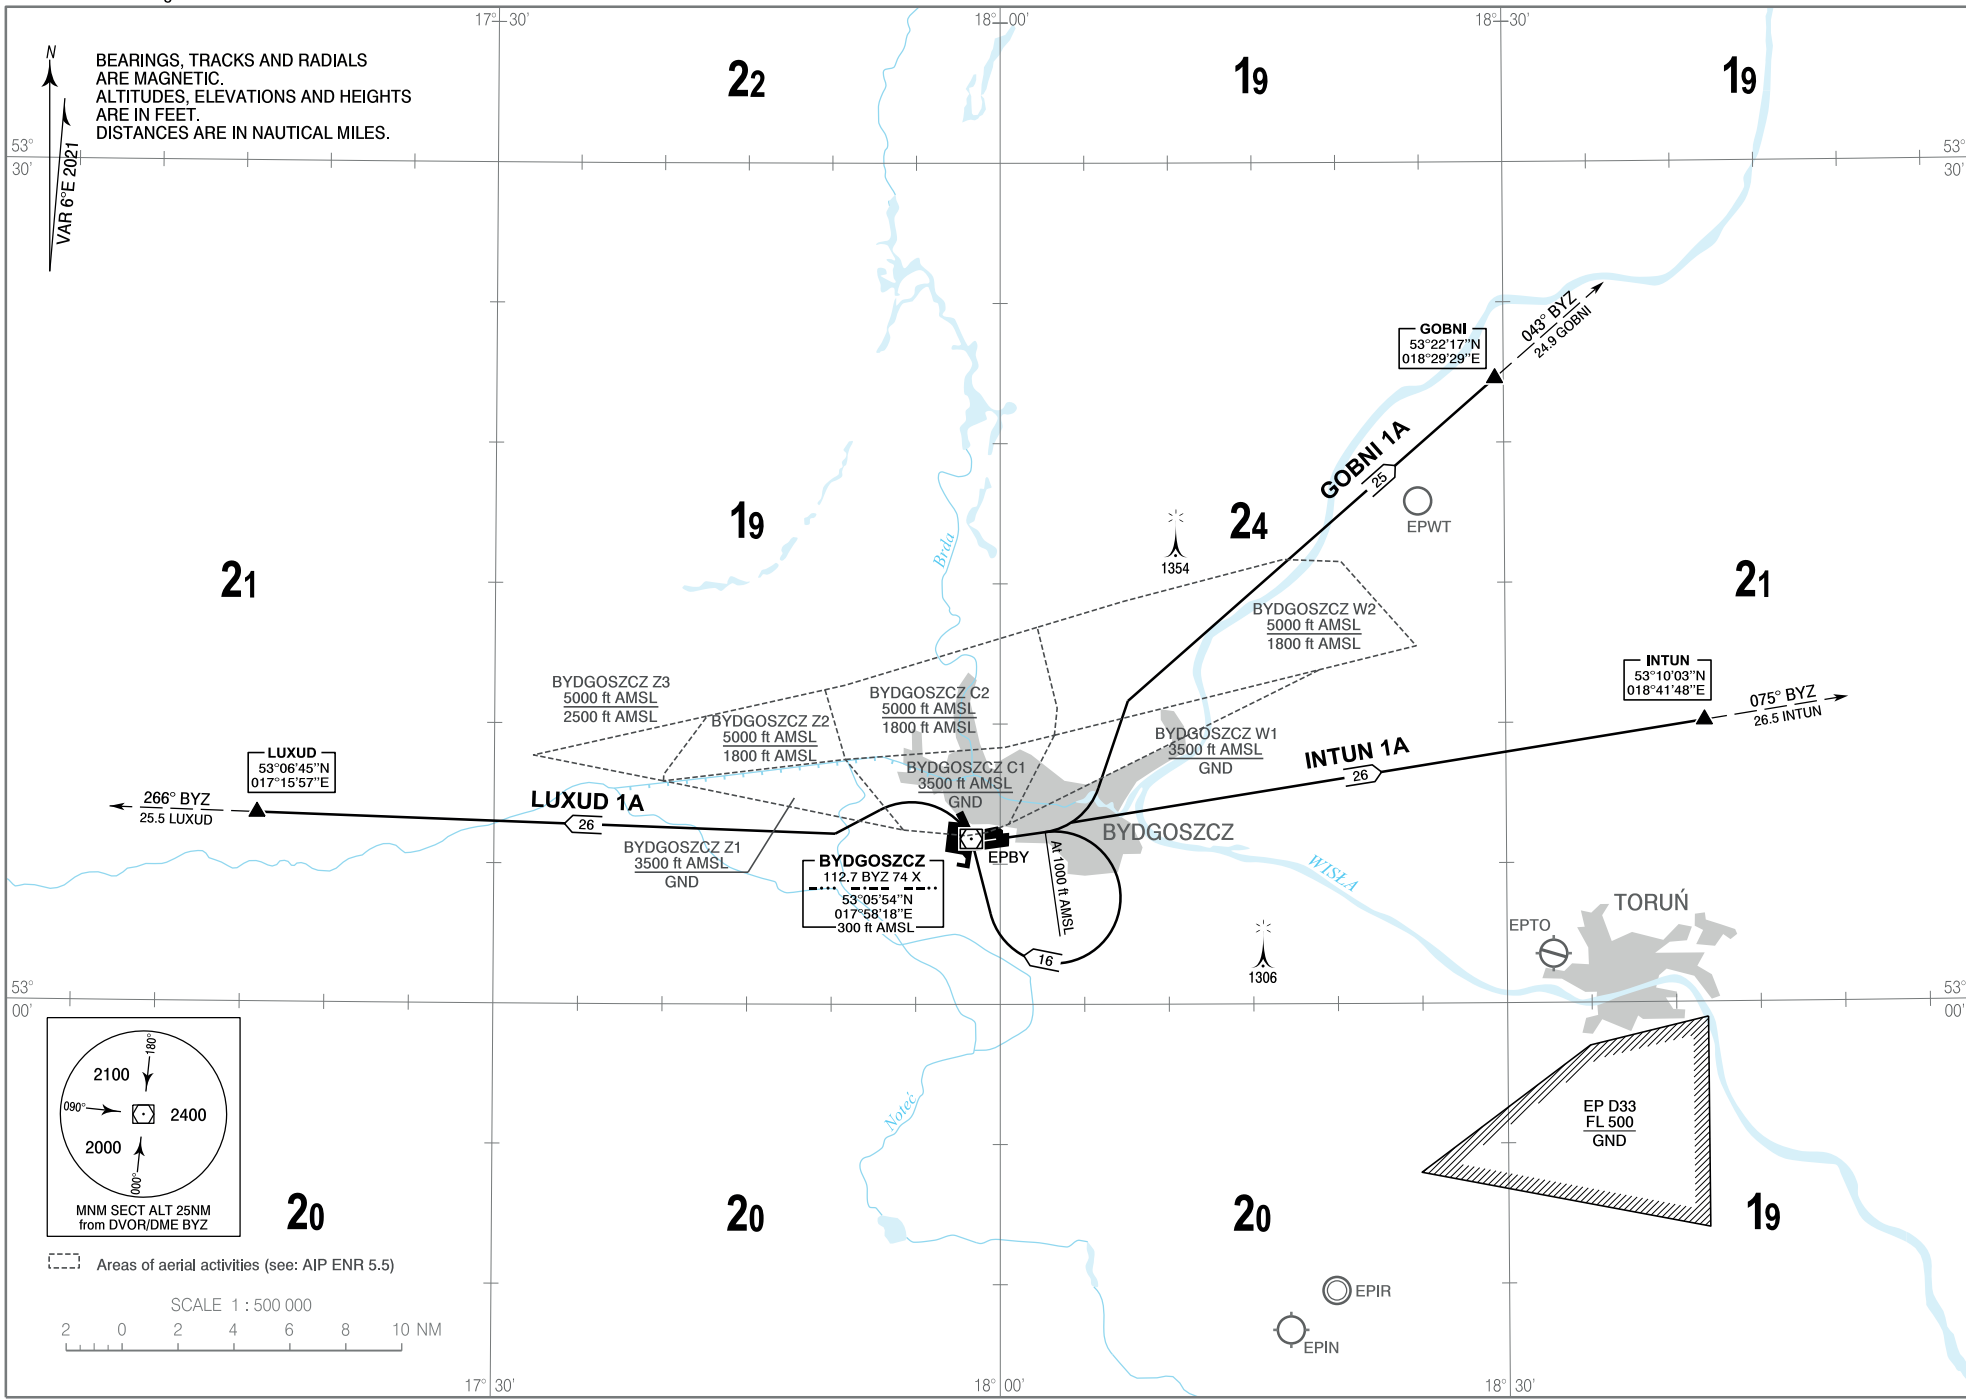 17° 30'
18° 00'
18° 30'
N
VAR 6°E 2021
BEARINGS, TRACKS AND RADIALS
ARE MAGNETIC.
ALTITUDES, ELEVATIONS AND HEIGHTS
ARE IN FEET.
DISTANCES ARE IN NAUTICAL MILES.
22
19
19
53°
30'
53°
30'
GOBNI
53°22'17"N
018°29'29"E
043° BYZ
24.9 GOBNI
GOBNI 1A
25
EPWT
19
24
21
21
Brda
1354
BYDGOSZCZ W2
5000 ft AMSL
1800 ft AMSL
BYDGOSZCZ Z3
5000 ft AMSL
2500 ft AMSL
BYDGOSZCZ C2
5000 ft AMSL
1800 ft AMSL
BYDGOSZCZ Z2
5000 ft AMSL
1800 ft AMSL
BYDGOSZCZ W1
3500 ft AMSL
GND
BYDGOSZCZ C1
3500 ft AMSL
GND
INTUN
53°10'03"N
018°41'48"E
075° BYZ
26.5 INTUN
INTUN 1A
26
LUXUD
53°06'45"N
017°15'57"E
266° BYZ
25.5 LUXUD
LUXUD 1A
26
BYDGOSZCZ Z1
3500 ft AMSL
GND
BYDGOSZCZ
EPBY
BYDGOSZCZ
112.7 BYZ 74 X
53°05'54"N
017°58'18"E
300 ft AMSL
At 1000 ft AMSL
16
WISŁA
TORUŃ
EPTO
1306
53°
00'
53°
00'
180°
2100
090°
2400
2000
000°
MNM SECT ALT 25NM
from DVOR/DME BYZ
Noteć
EP D33
FL 500
GND
20
20
20
19
Areas of aerial activities (see: AIP ENR 5.5)
SCALE 1 : 500 000
2 0 2 4 6 8 10 NM
EPIR
EPIN
17° 30'
18° 00'
18° 30'